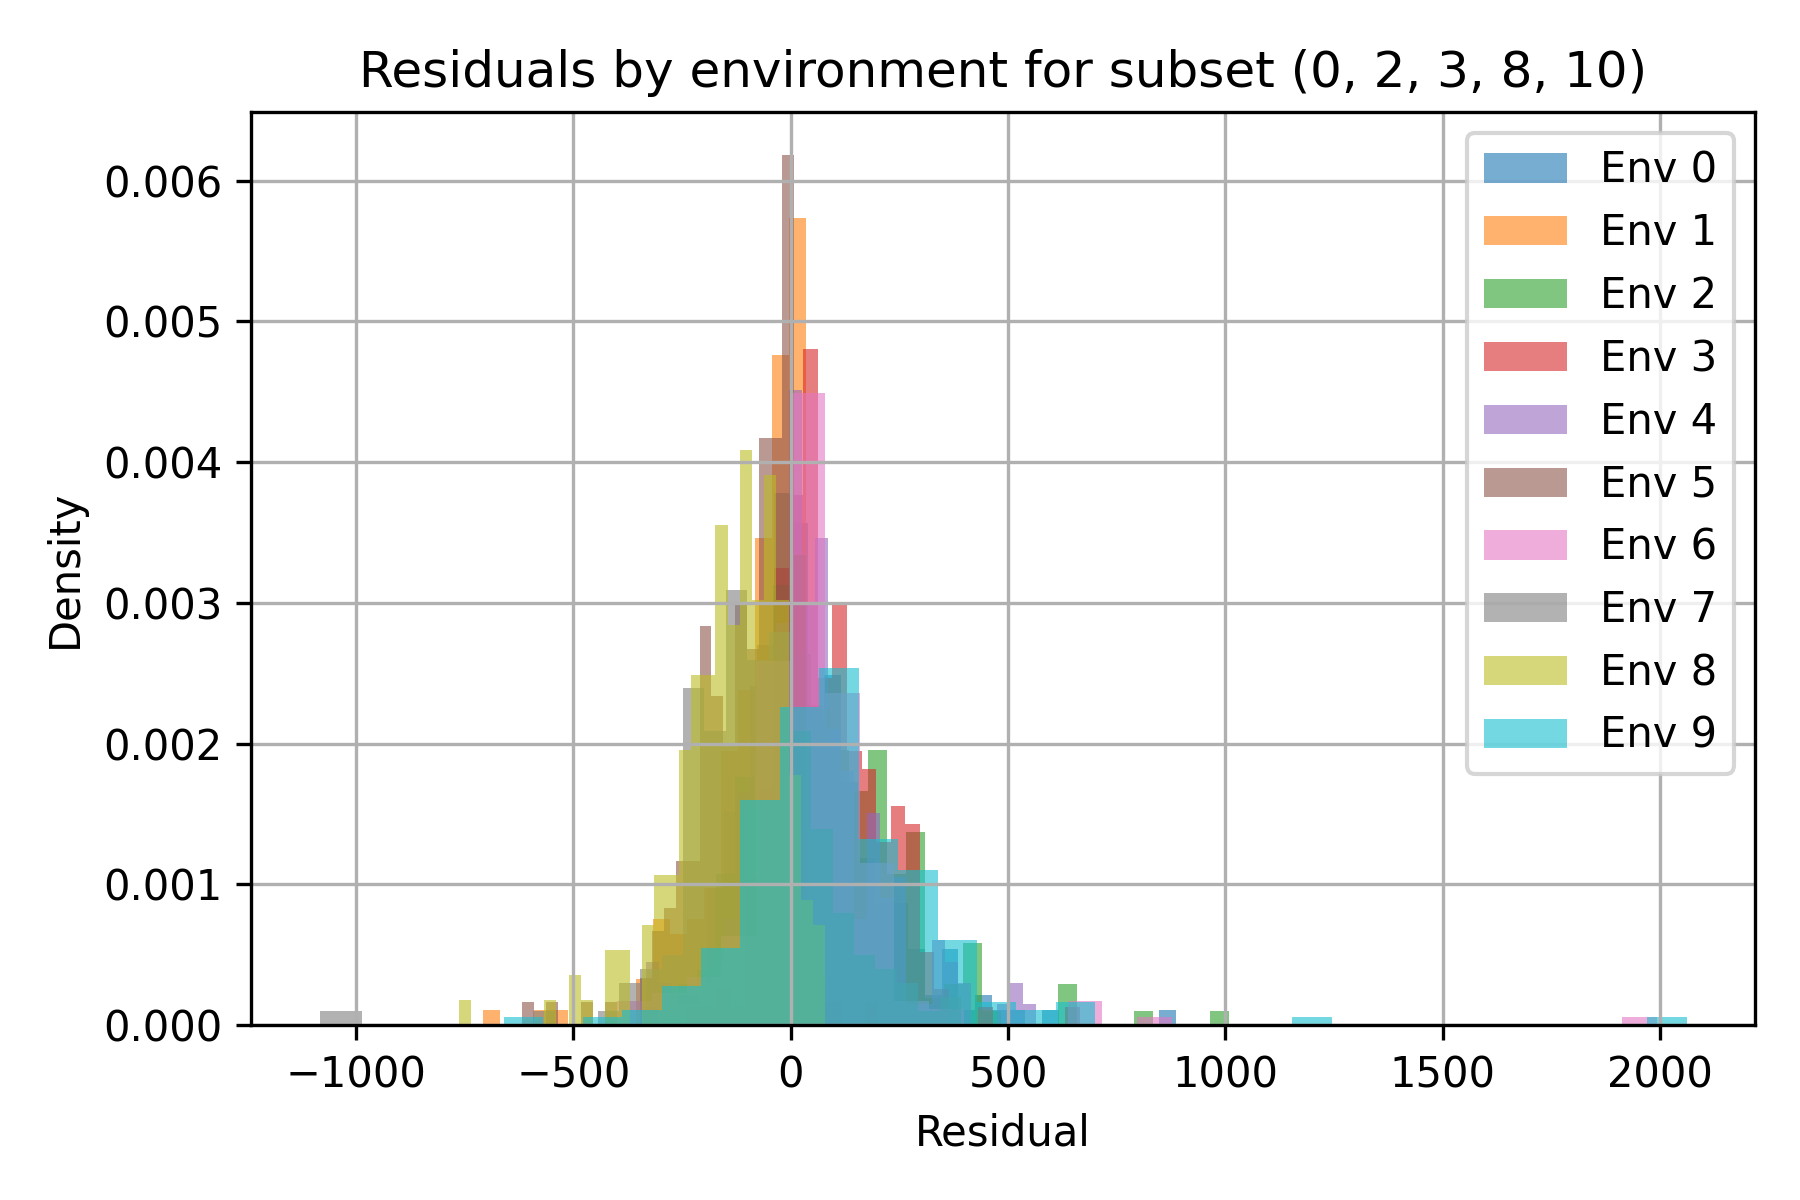 Residuals by environment for subset (0, 2, 3, 8, 10)
Env 0
Env 1
Env 2
Env 3
Env 4
Env 5
Env 6
Env 7
Env 8
Env 9
Density
0.006
0.005
0.004
0.003
0.002
0.001
0.000
−1000 −500 0 500 1000 1500 2000
Residual